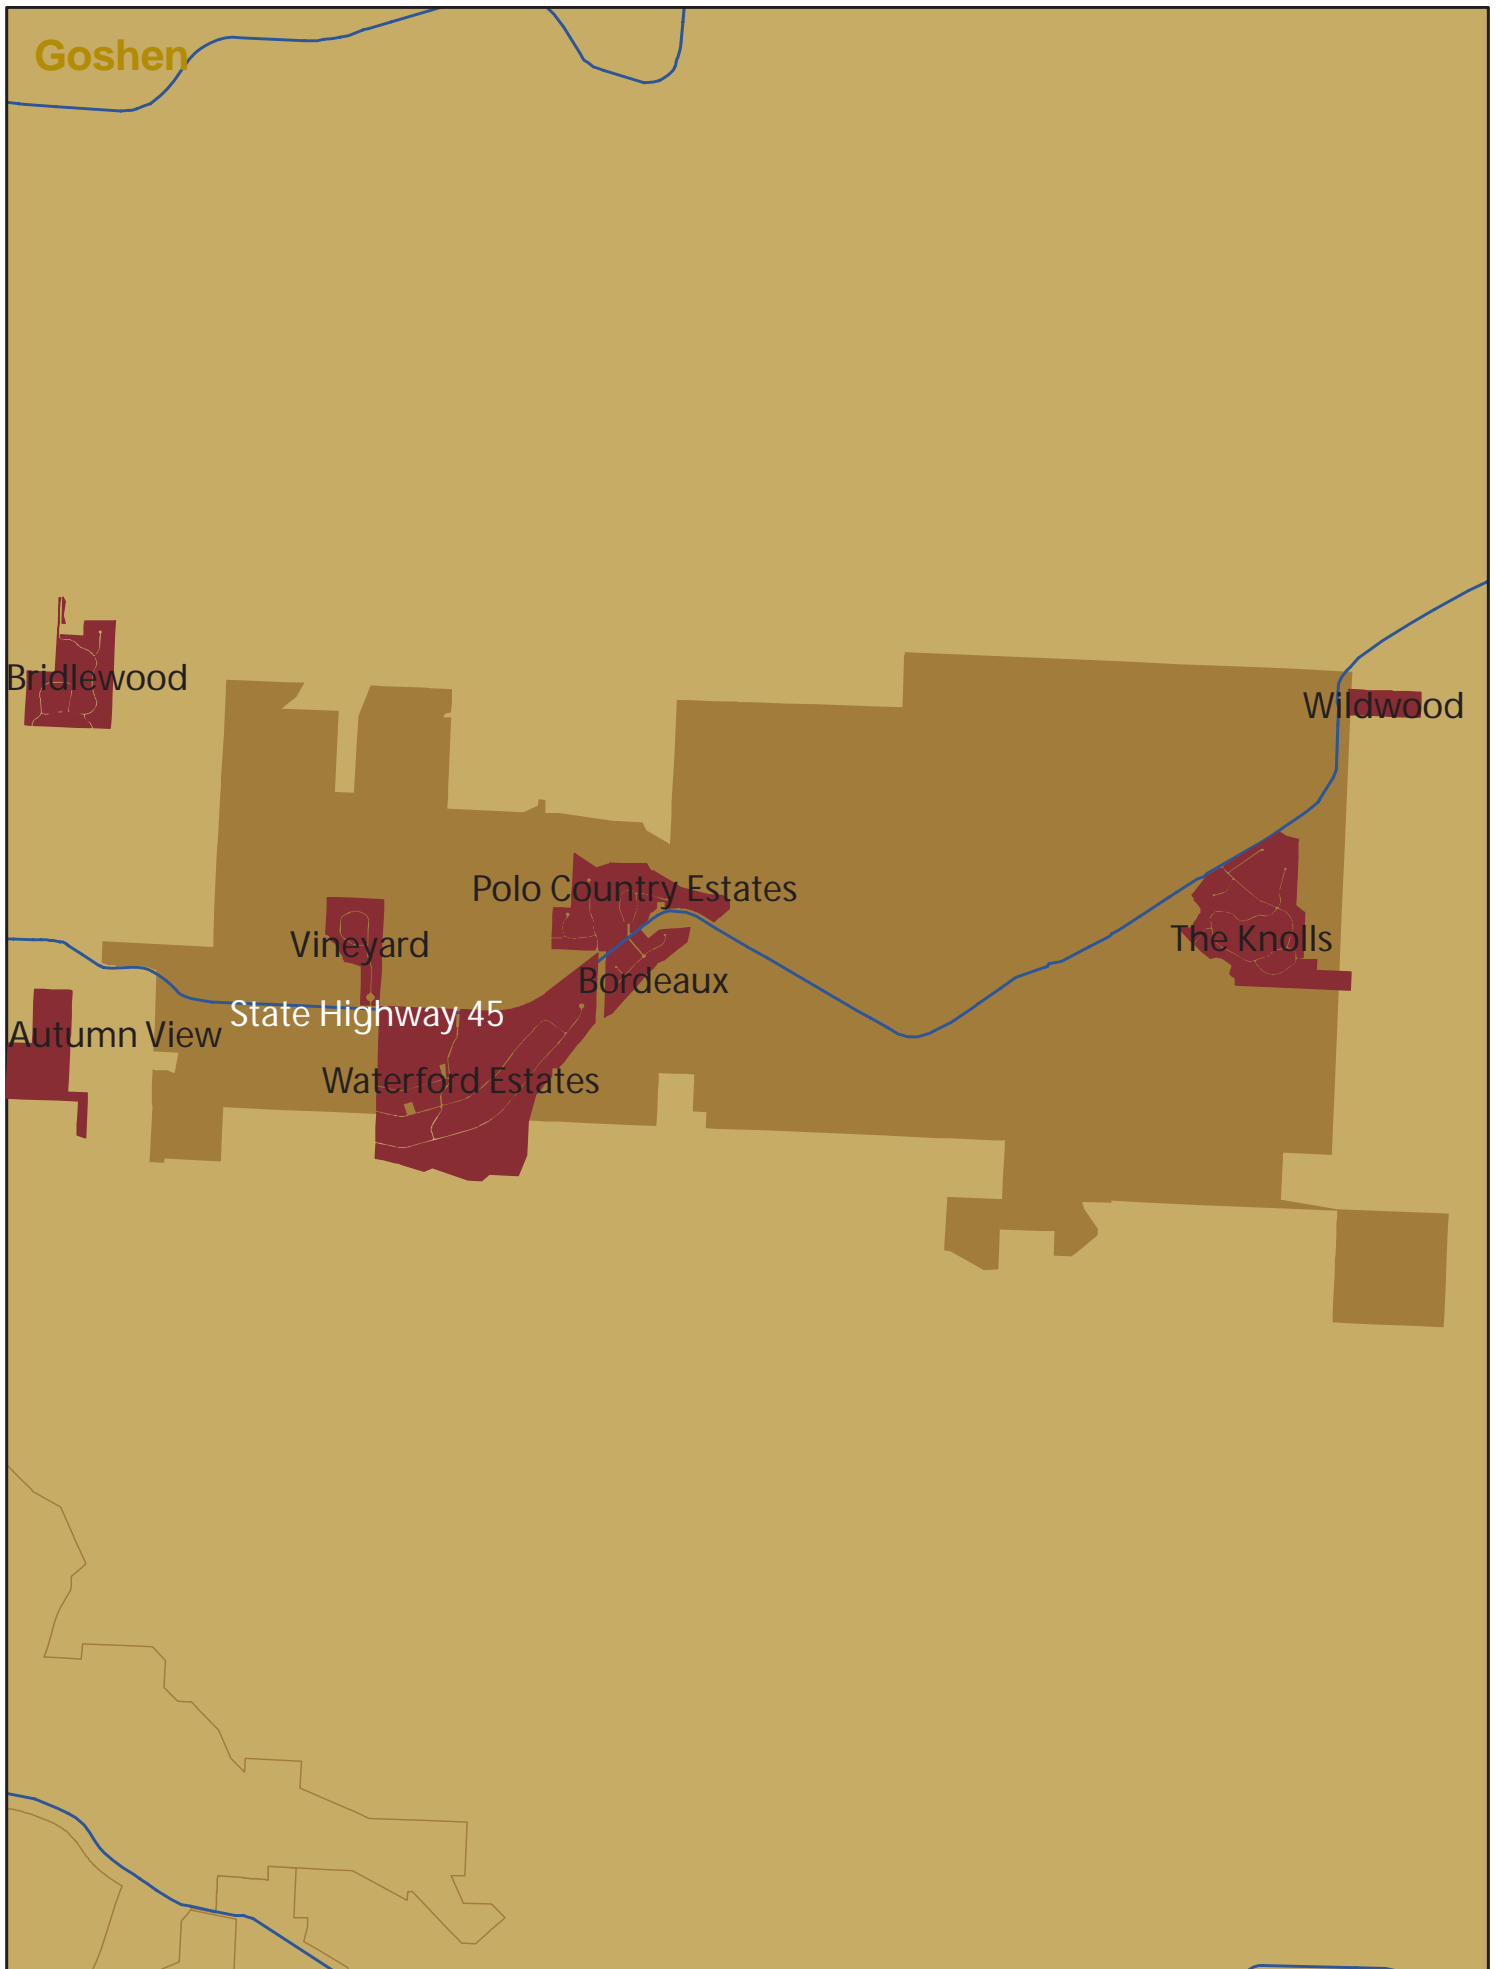 Goshen
Bridlewood
Wildwood
Polo Country Estates
Vineyard
The Knolls
Bordeaux
State Highway 45
Autumn View
Waterford Estates